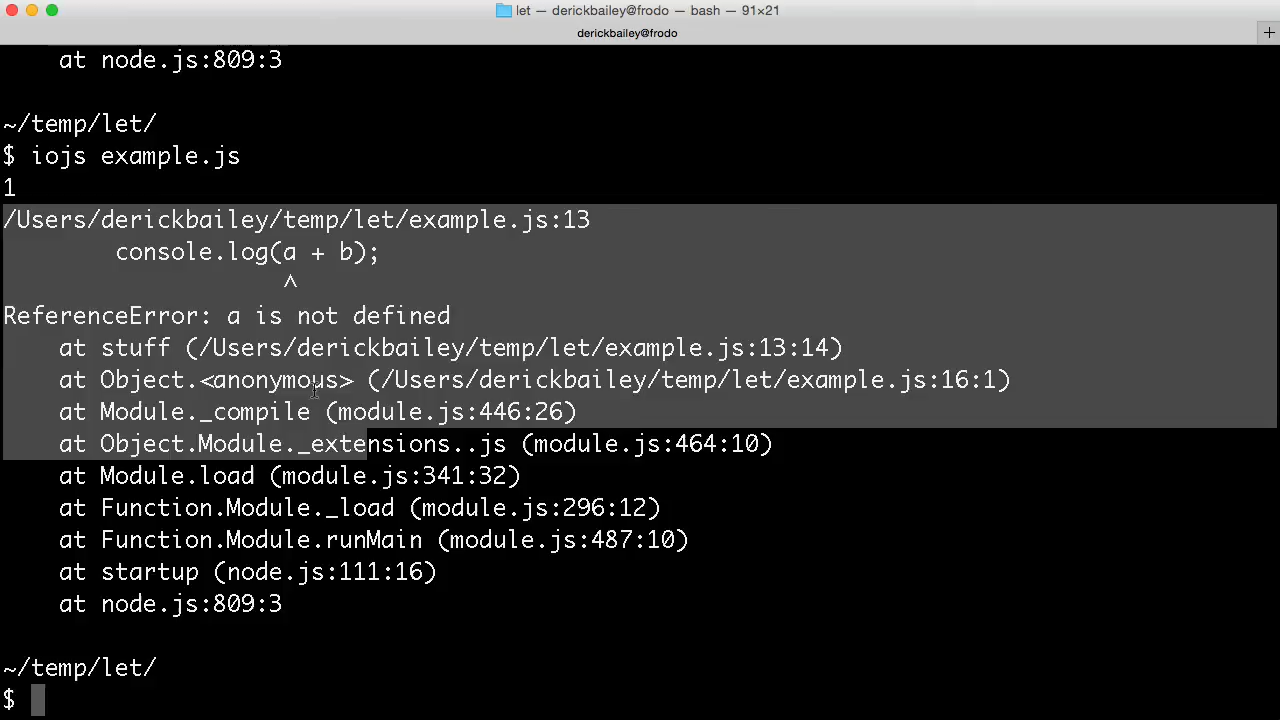 let — derickbailey@frodo — bash — 91×21
derickbailey@frodo
+
    at node.js:809:3
~/temp/let/
$ iojs example.js
1
/Users/derickbailey/temp/let/example.js:13
        console.log(a + b);
                    ^
ReferenceError: a is not defined
    at stuff (/Users/derickbailey/temp/let/example.js:13:14)
    at Object.<anonymous> (/Users/derickbailey/temp/let/example.js:16:1)
    at Module._compile (module.js:446:26)
    at Object.Module._extensions..js (module.js:464:10)
    at Module.load (module.js:341:32)
    at Function.Module._load (module.js:296:12)
    at Function.Module.runMain (module.js:487:10)
    at startup (node.js:111:16)
    at node.js:809:3
~/temp/let/
$